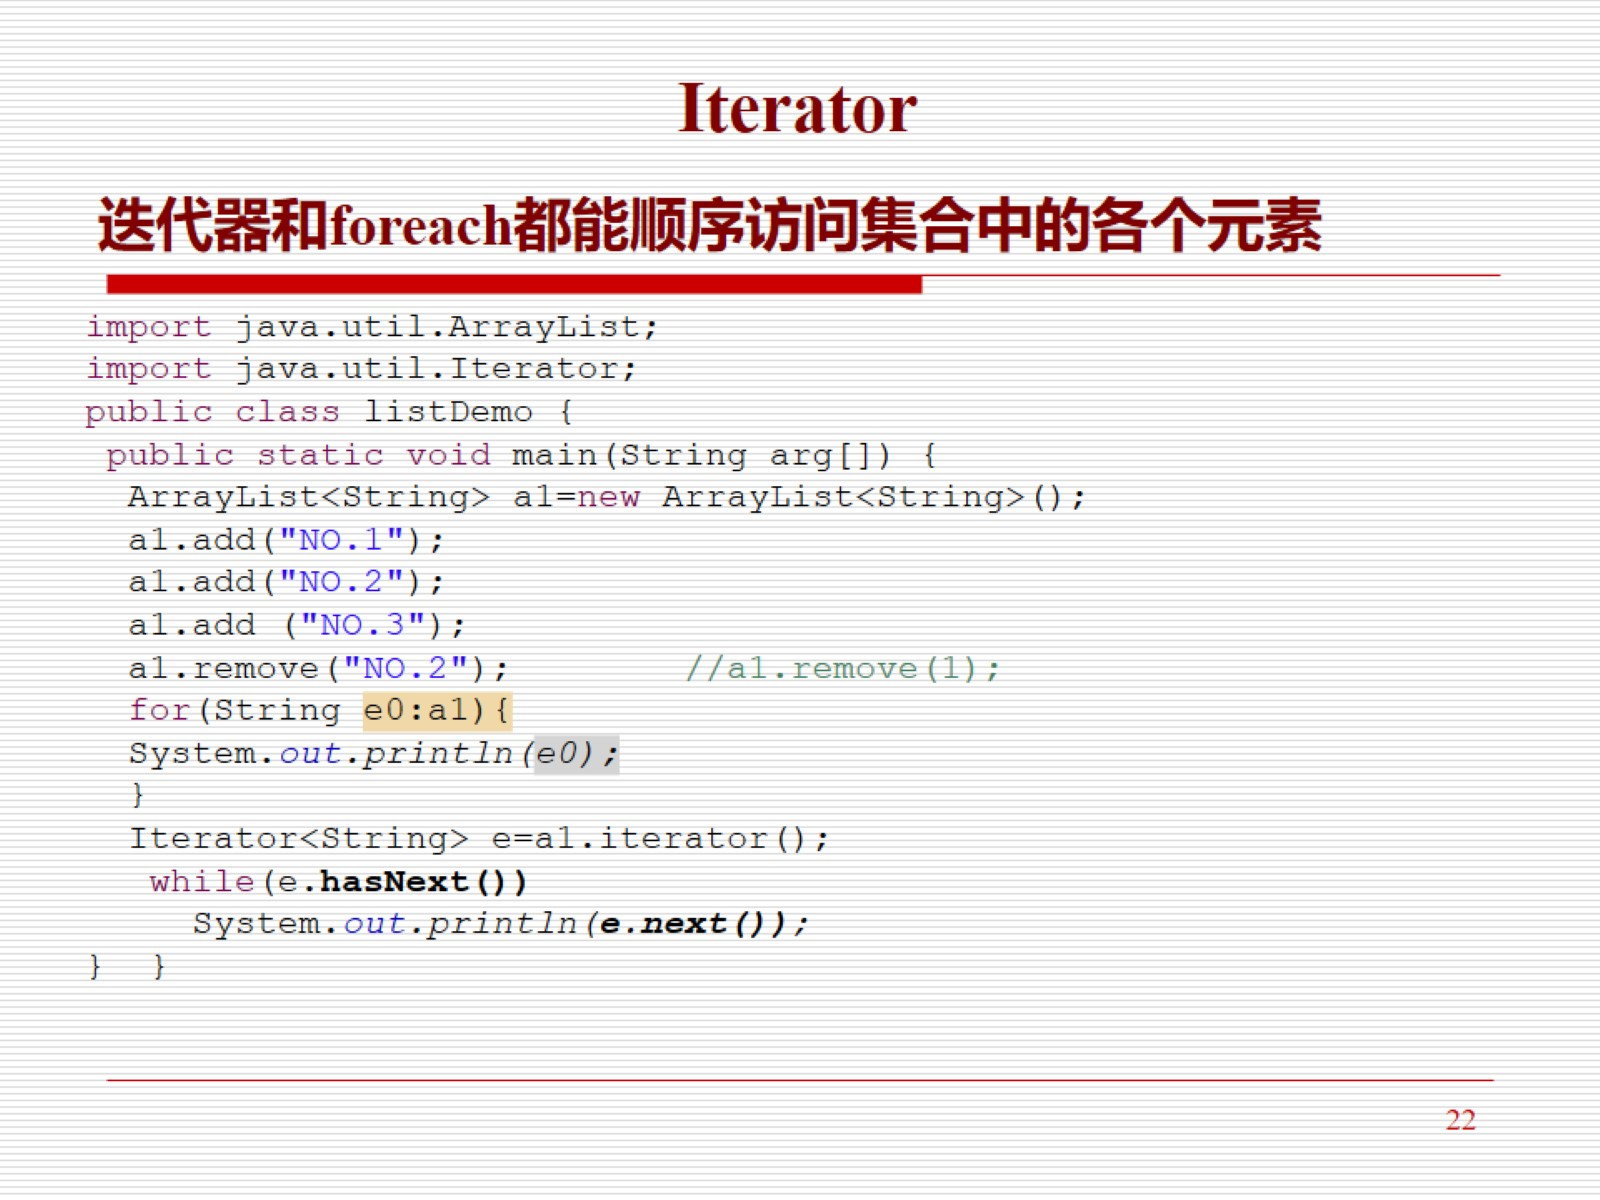 Iterator
迭代器和foreach都能顺序访问集合中的各个元素
import java.util.ArrayList;
import java.util.Iterator;
public class listDemo {
public static void main(String arg[]) {
ArrayList<String> a1=new ArrayList<String>();
a1.add("NO.1");
a1.add("NO.2");
a1.add ("NO.3");
a1.remove("NO.2"); //a1.remove(1);
for(String e0:a1){
System.out.println(e0);
}
Iterator<String> e=a1.iterator();
while(e.hasNext())
System.out.println(e.next());
} }
22